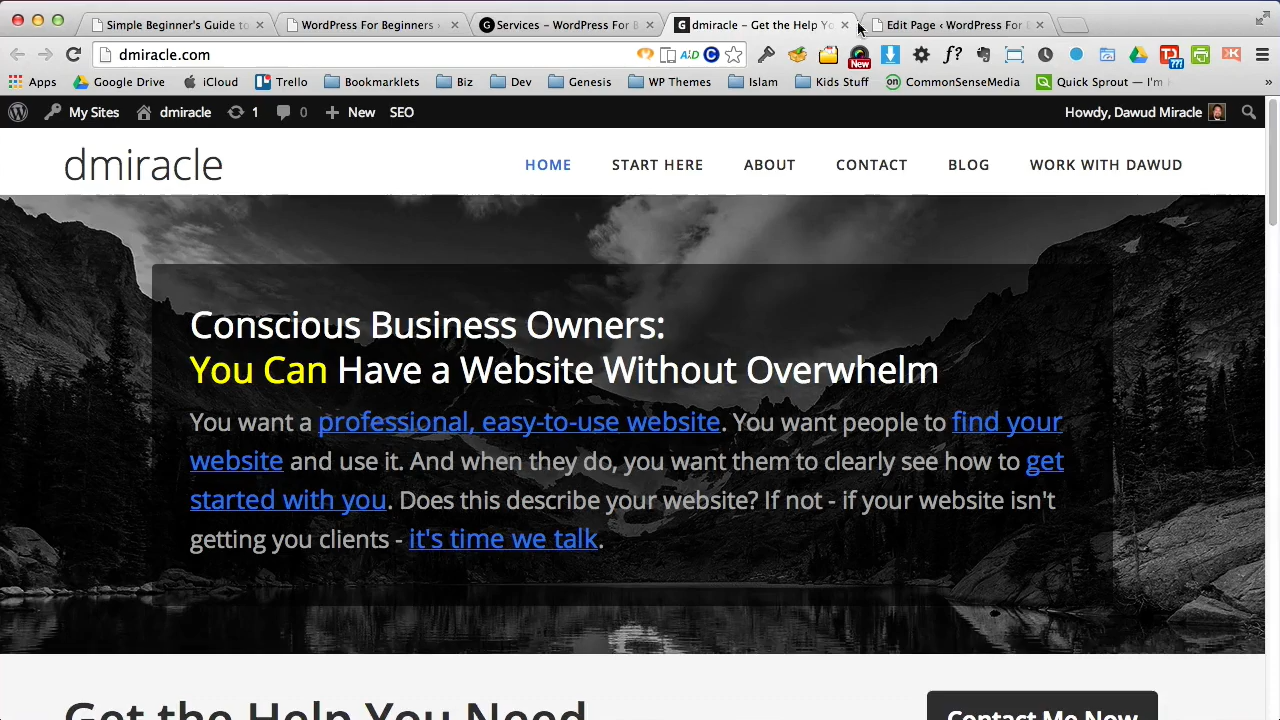 Simple Beginner's Guide to
WordPress For Beginners
Services – WordPress For B
dmiracle – Get the Help Yo
Edit Page ‹ WordPress For
dmiracle.com
New
777
Apps
Google Drive
iCloud
Trello
Bookmarklets
Biz
Dev
Genesis
WP Themes
Islam
Kids Stuff
CommonSenseMedia
Quick Sprout — I'm
»
My Sites
dmiracle
1
0
New
SEO
Howdy, Dawud Miracle
dmiracle
HOME
START HERE
ABOUT
CONTACT
BLOG
WORK WITH DAWUD
Conscious Business Owners:
You Can Have a Website Without Overwhelm
You want a professional, easy-to-use website. You want people to find your
website and use it. And when they do, you want them to clearly see how to get
started with you. Does this describe your website? If not - if your website isn't
getting you clients - it's time we talk.
Get the Help You Need
Contact Me Now